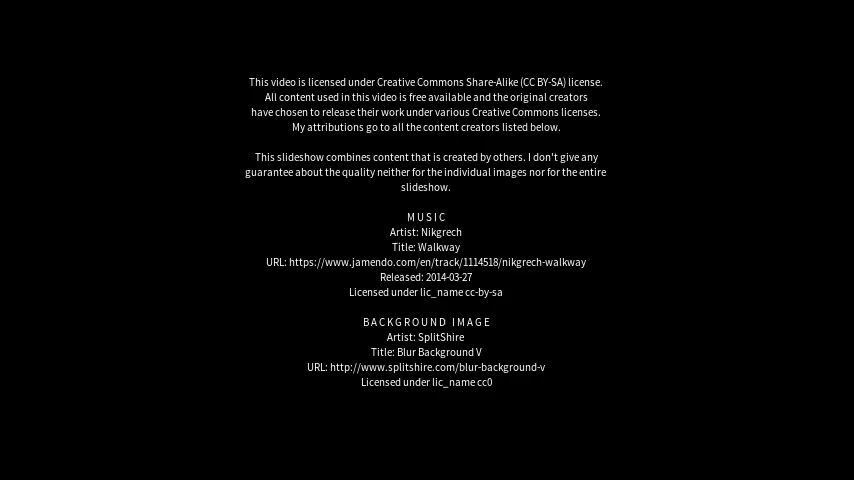 This video is licensed under Creative Commons Share-Alike (CC BY-SA) license.
All content used in this video is free available and the original creators
have chosen to release their work under various Creative Commons licenses.
My attributions go to all the content creators listed below.
This slideshow combines content that is created by others. I don't give any
guarantee about the quality neither for the individual images nor for the entire
slideshow.
MUSIC
Artist: Nikgrech
Title: Walkway
URL: https://www.jamendo.com/en/track/1114518/nikgrech-walkway
Released: 2014-03-27
Licensed under lic_name cc-by-sa
BACKGROUND IMAGE
Artist: SplitShire
Title: Blur Background V
URL: http://www.splitshire.com/blur-background-v
Licensed under lic_name cc0